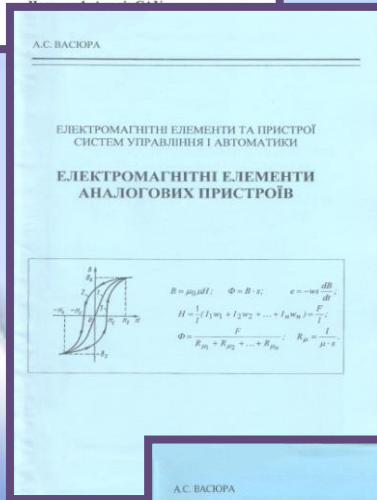 А.С. ВАСЮРА
ЕЛЕКТРОМАГНІТНІ ЕЛЕМЕНТИ ТА ПРИСТРОЇ
СИСТЕМ УПРАВЛІННЯ І АВТОМАТИКИ
ЕЛЕКТРОМАГНІТНІ ЕЛЕМЕНТИ
АНАЛОГОВИХ ПРИСТРОЇВ
B = μ₀μH; Φ = B · s; e = −ws dB/dt;
H = 1/l (I₁w₁ + I₂w₂ + ... + Iₙwₙ) = F/l;
Φ = F / (Rμ₁ + Rμ₂ + ... + Rμₙ); Rμ = l / (μ · s).
А.С. ВАСЮРА